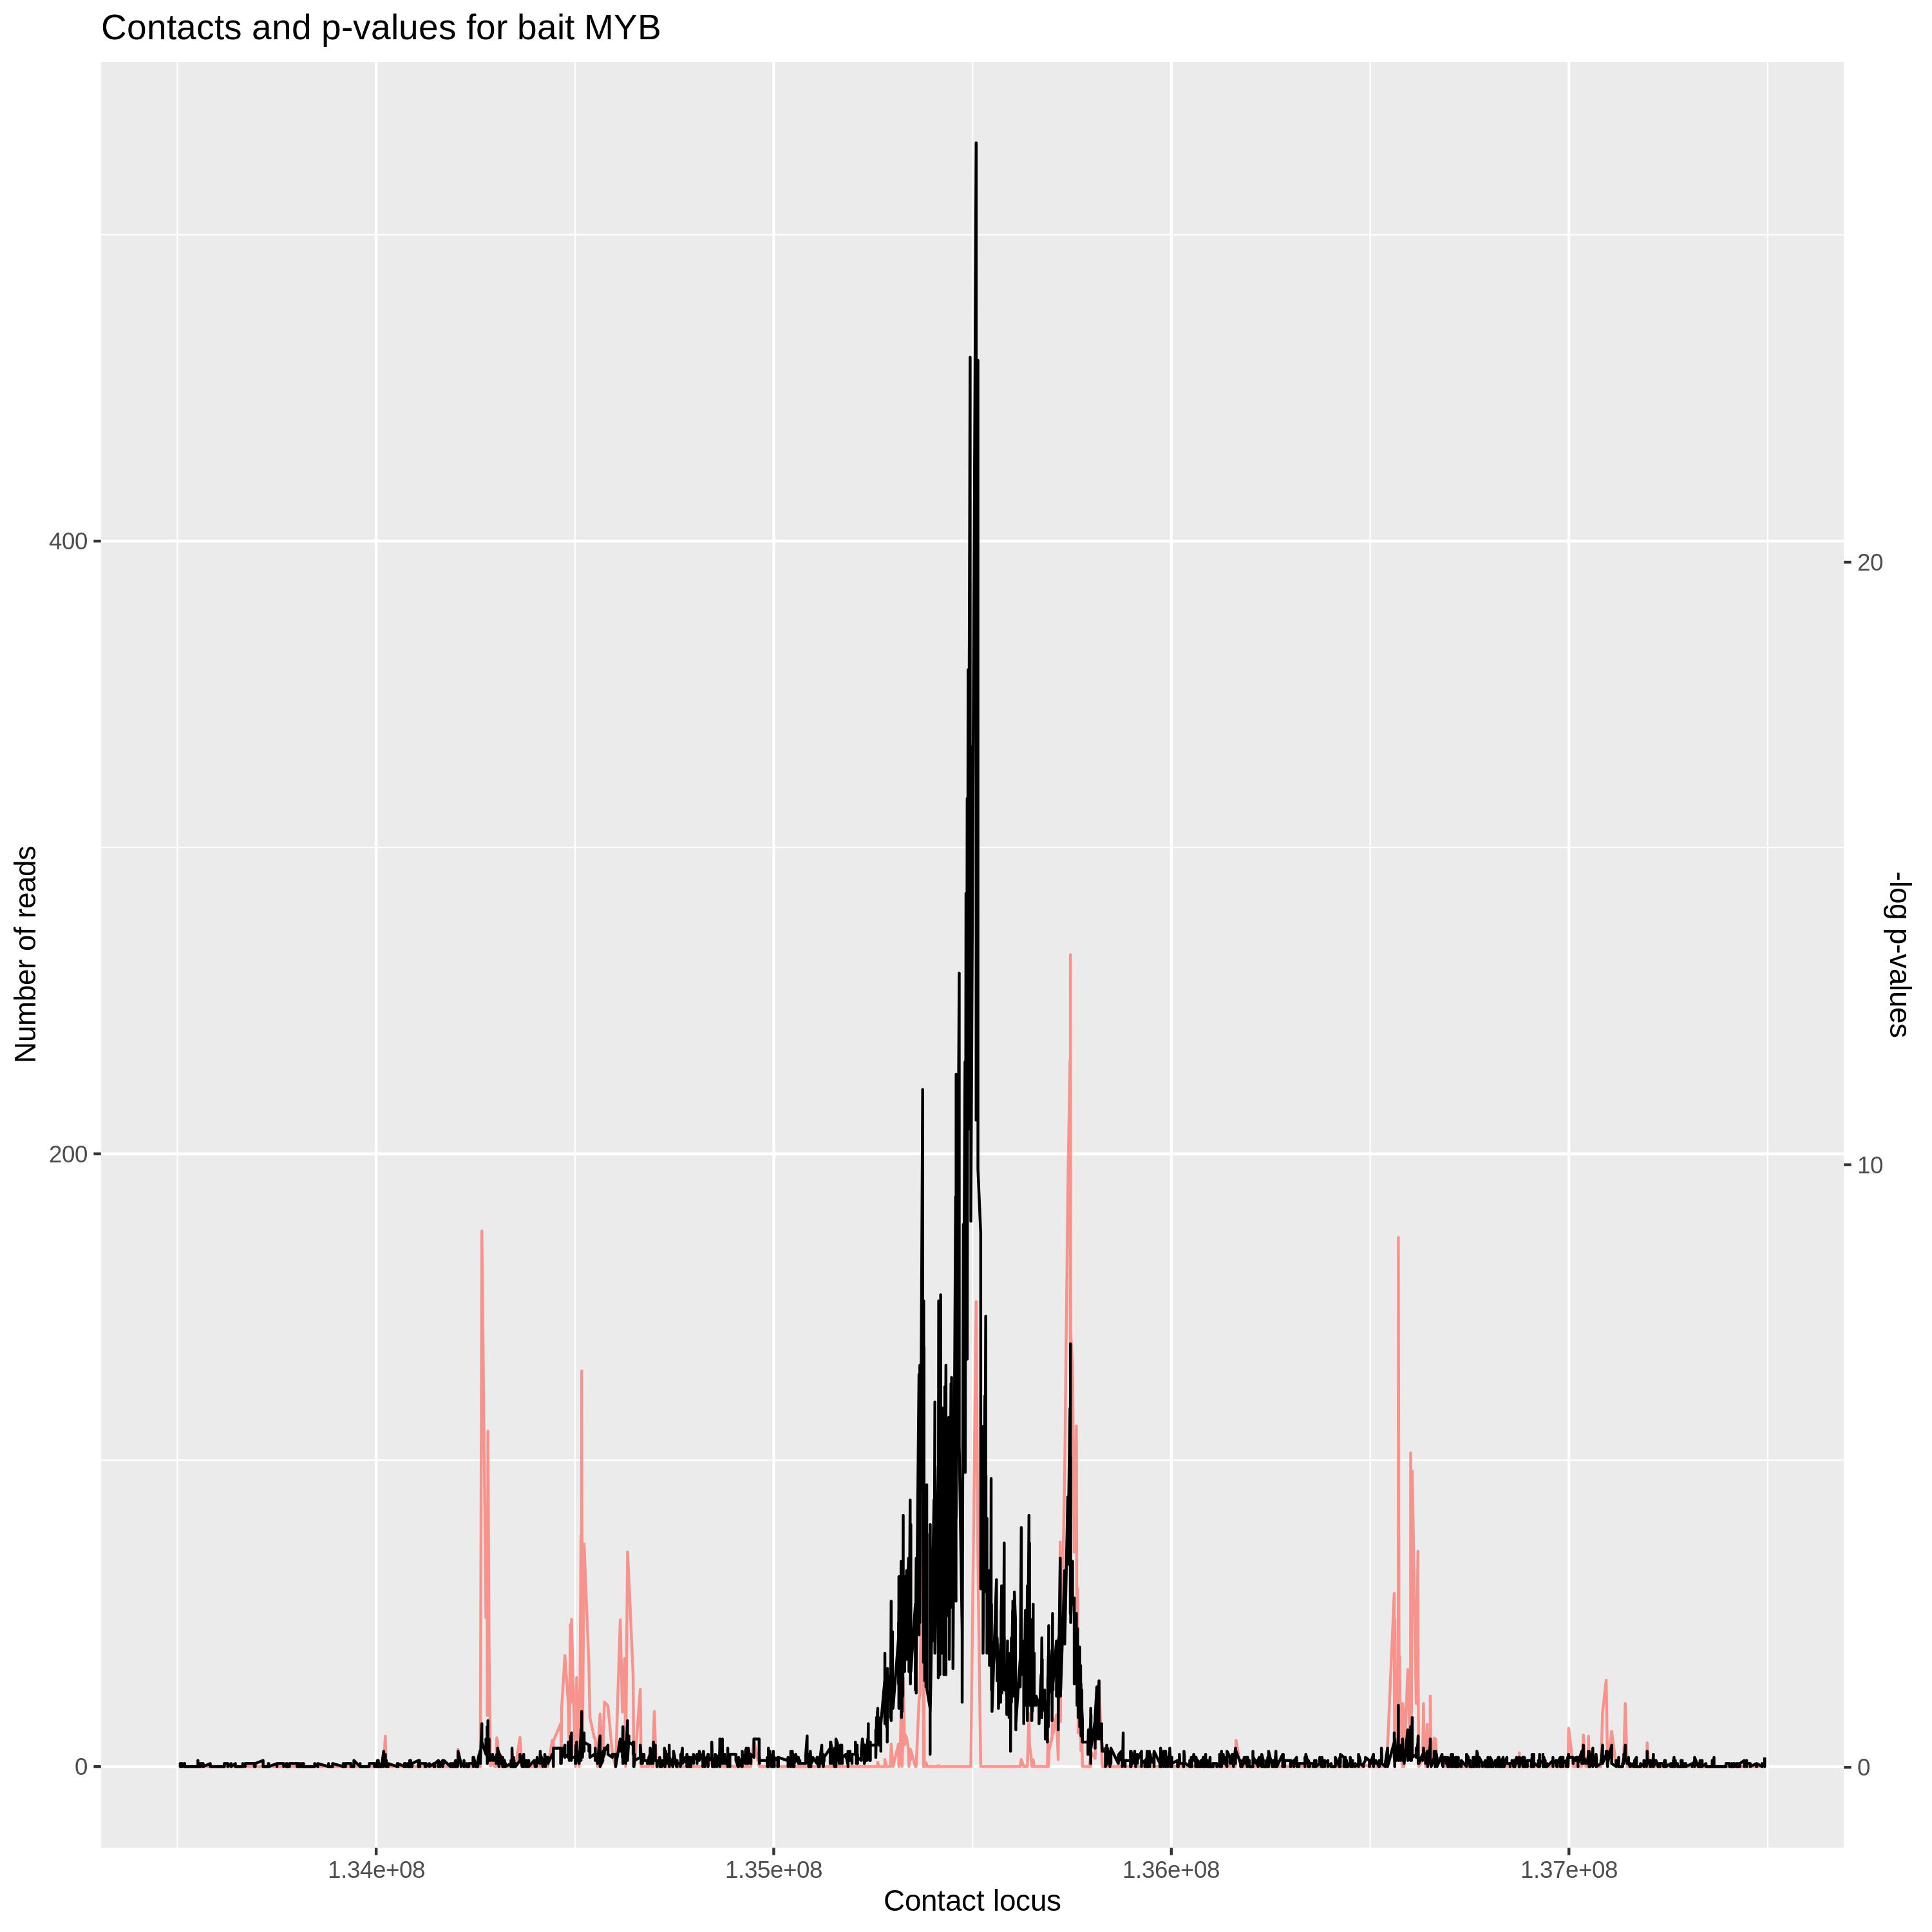 Contacts and p-values for bait MYB
Number of reads
400
200
0
20
10
0
-log p-values
1.34e+08
1.35e+08
1.36e+08
1.37e+08
Contact locus